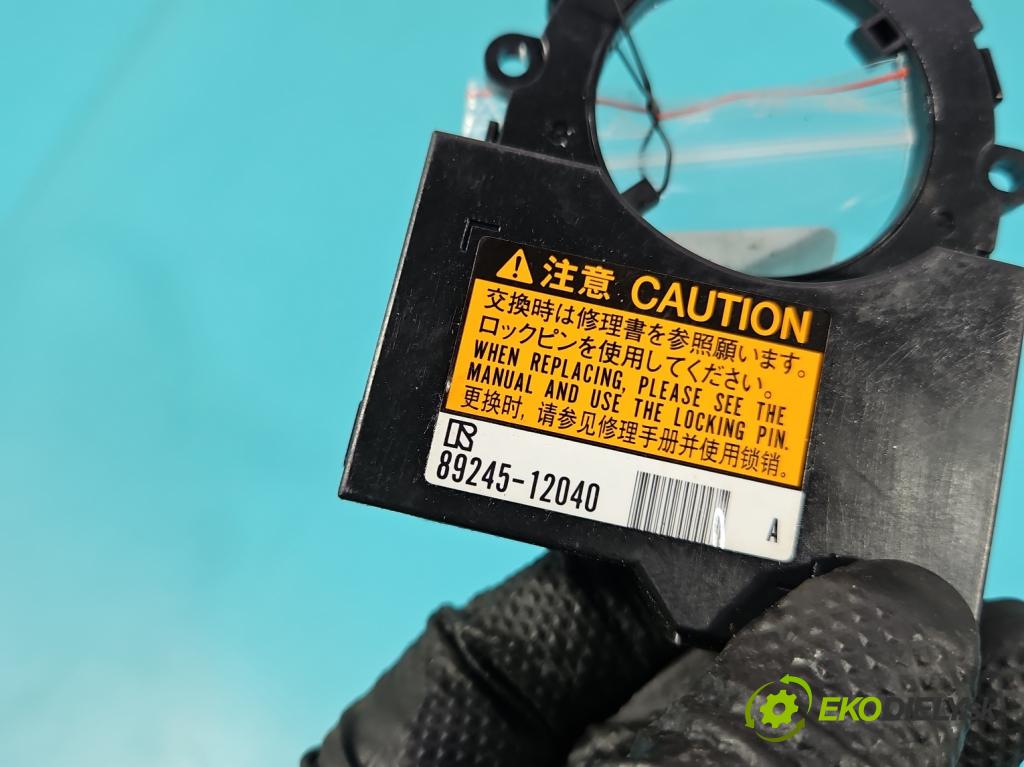 注意 CAUTION
交換時は修理書を参照願います。
ロックピンを使用してください。
WHEN REPLACING, PLEASE SEE THE
MANUAL AND USE THE LOCKING PIN.
更换时, 请参见修理手册并使用锁销。
89245-12040
A
EKODIELY